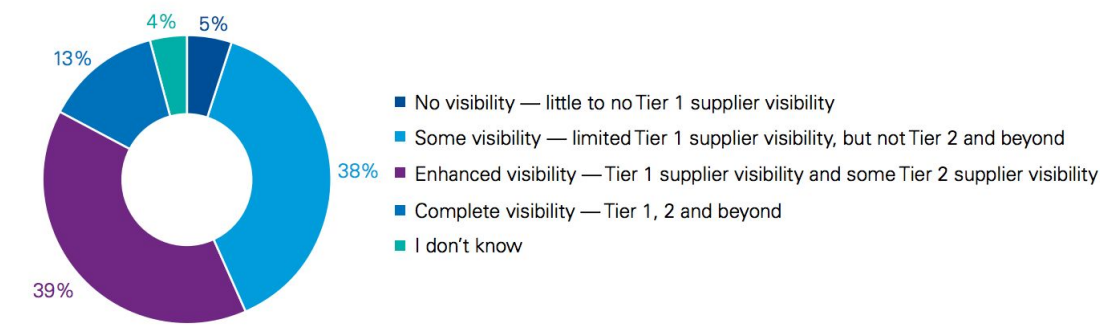 4% 5%
13%
No visibility — little to no Tier 1 supplier visibility
Some visibility — limited Tier 1 supplier visibility, but not Tier 2 and beyond
38%
Enhanced visibility — Tier 1 supplier visibility and some Tier 2 supplier visibility
Complete visibility — Tier 1, 2 and beyond
I don't know
39%